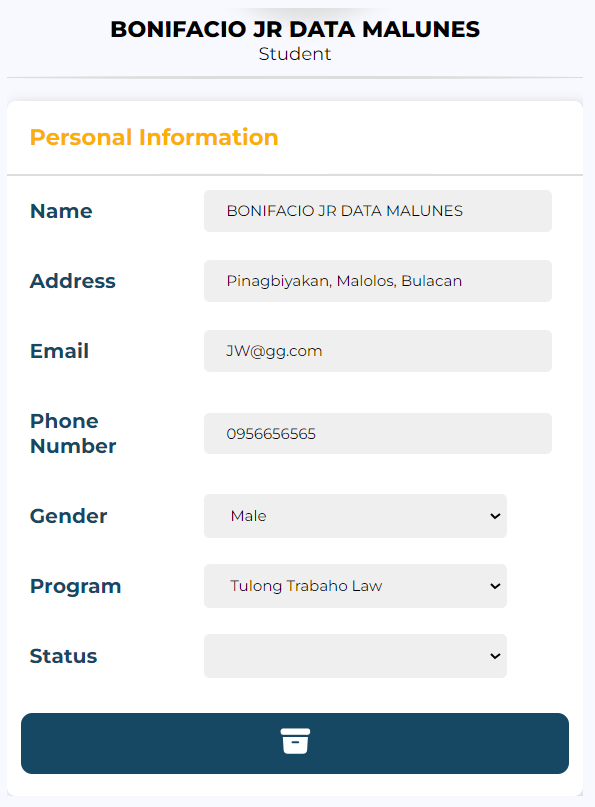 BONIFACIO JR DATA MALUNES
Student
Personal Information
Name
BONIFACIO JR DATA MALUNES
Address
Pinagbiyakan, Malolos, Bulacan
Email
JW@gg.com
Phone
Number
0956656565
Gender
Male
Program
Tulong Trabaho Law
Status